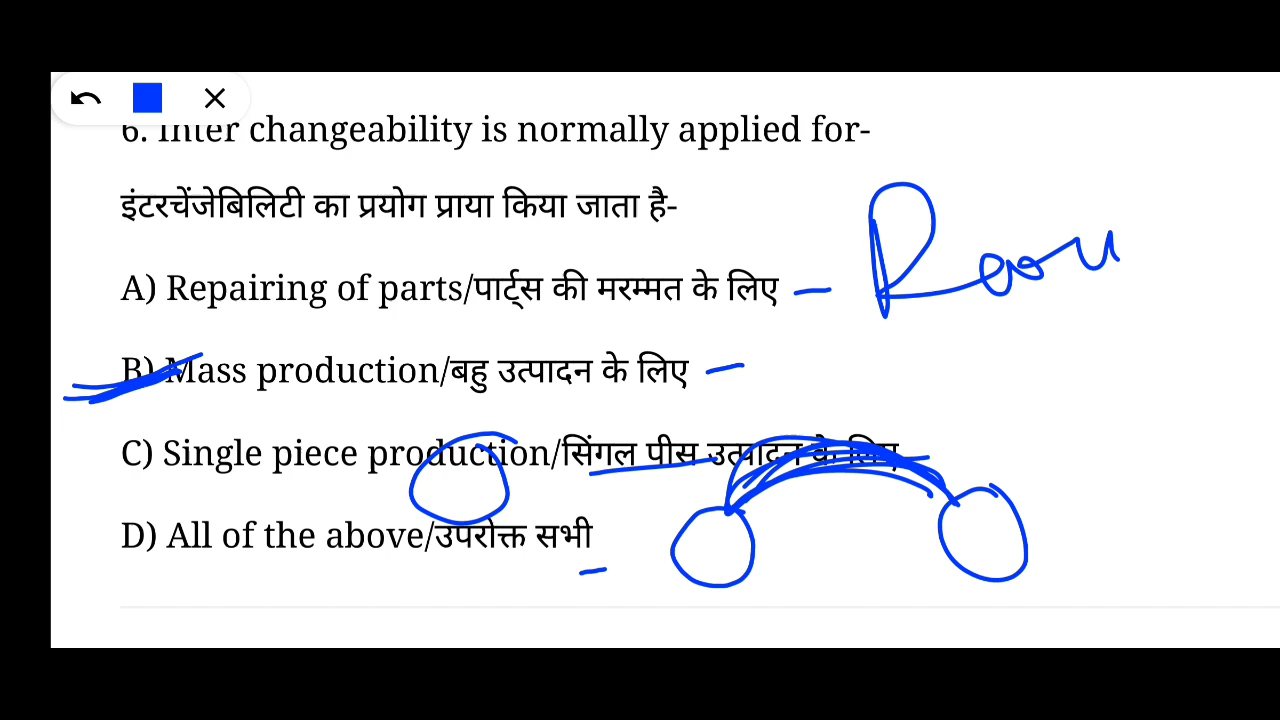 6. Inter changeability is normally applied for-
इंटरचेंजेबिलिटी का प्रयोग प्राया किया जाता है-
A) Repairing of parts/पार्ट्स की मरम्मत के लिए
B) Mass production/बहु उत्पादन के लिए
C) Single piece production/सिंगल पीस उत्पादन के लिए
D) All of the above/उपरोक्त सभी